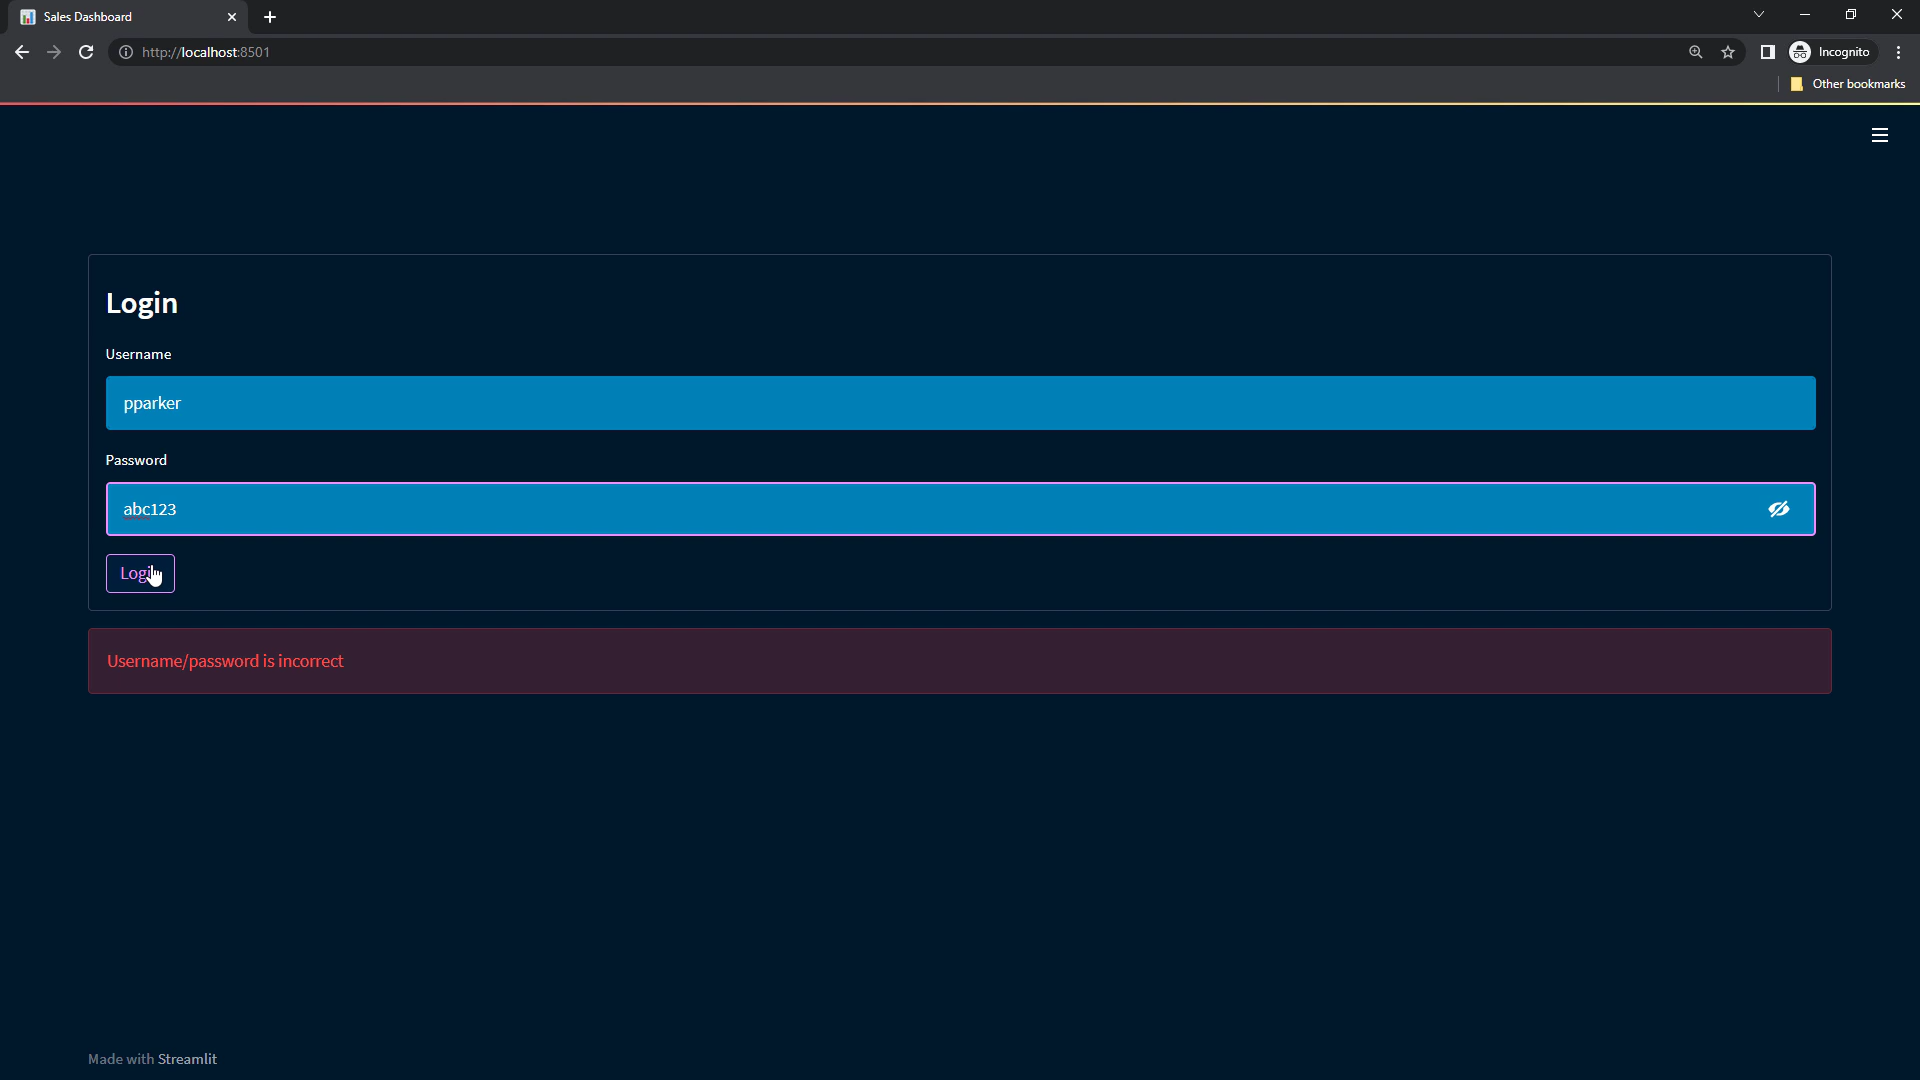 Sales Dashboard
http://localhost:8501
Incognito
Other bookmarks
Login
Username
pparker
Password
abc123
Login
Username/password is incorrect
Made with Streamlit